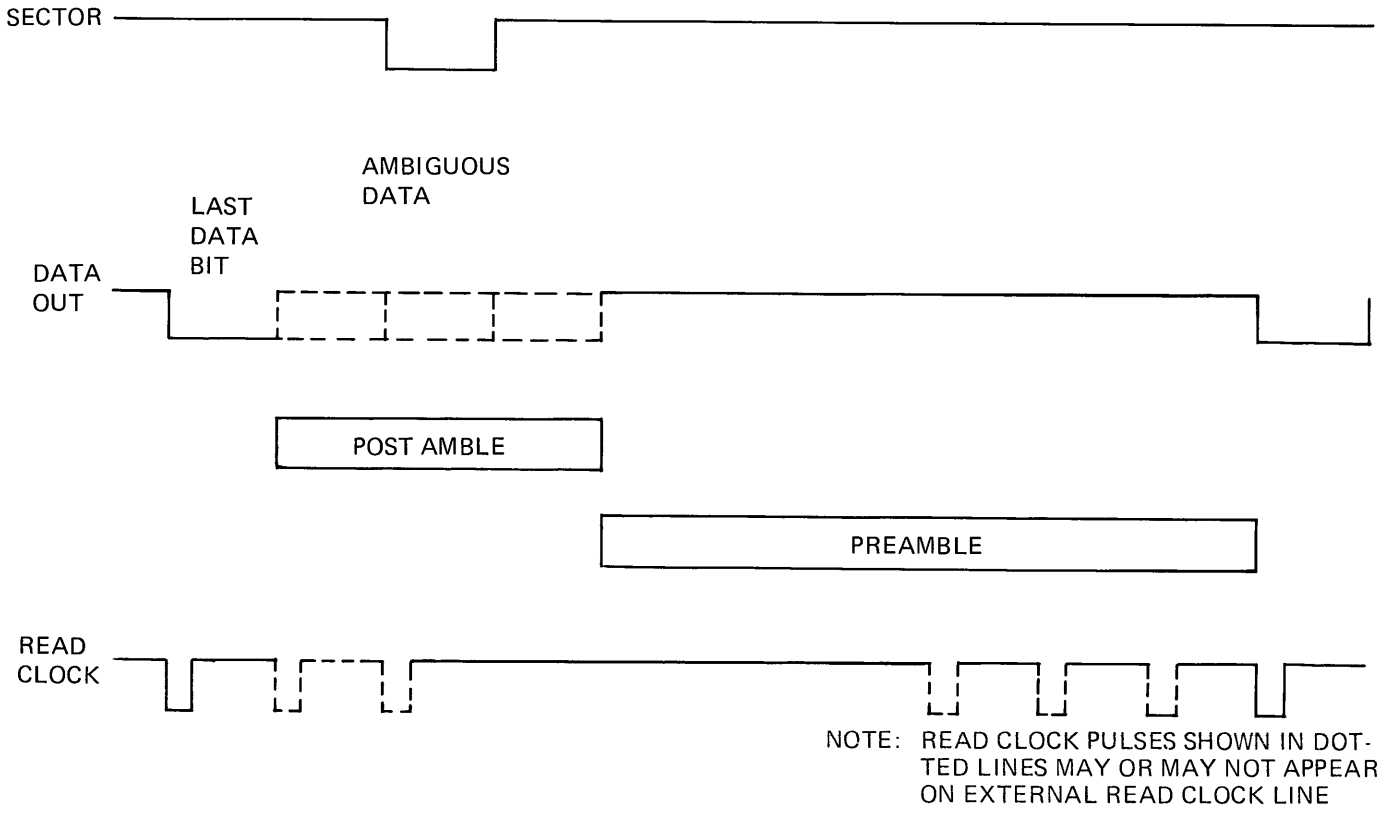 SECTOR
AMBIGUOUS
DATA
LAST
DATA
BIT
DATA
OUT
POST AMBLE
PREAMBLE
READ
CLOCK
NOTE: READ CLOCK PULSES SHOWN IN DOT-
TED LINES MAY OR MAY NOT APPEAR
ON EXTERNAL READ CLOCK LINE